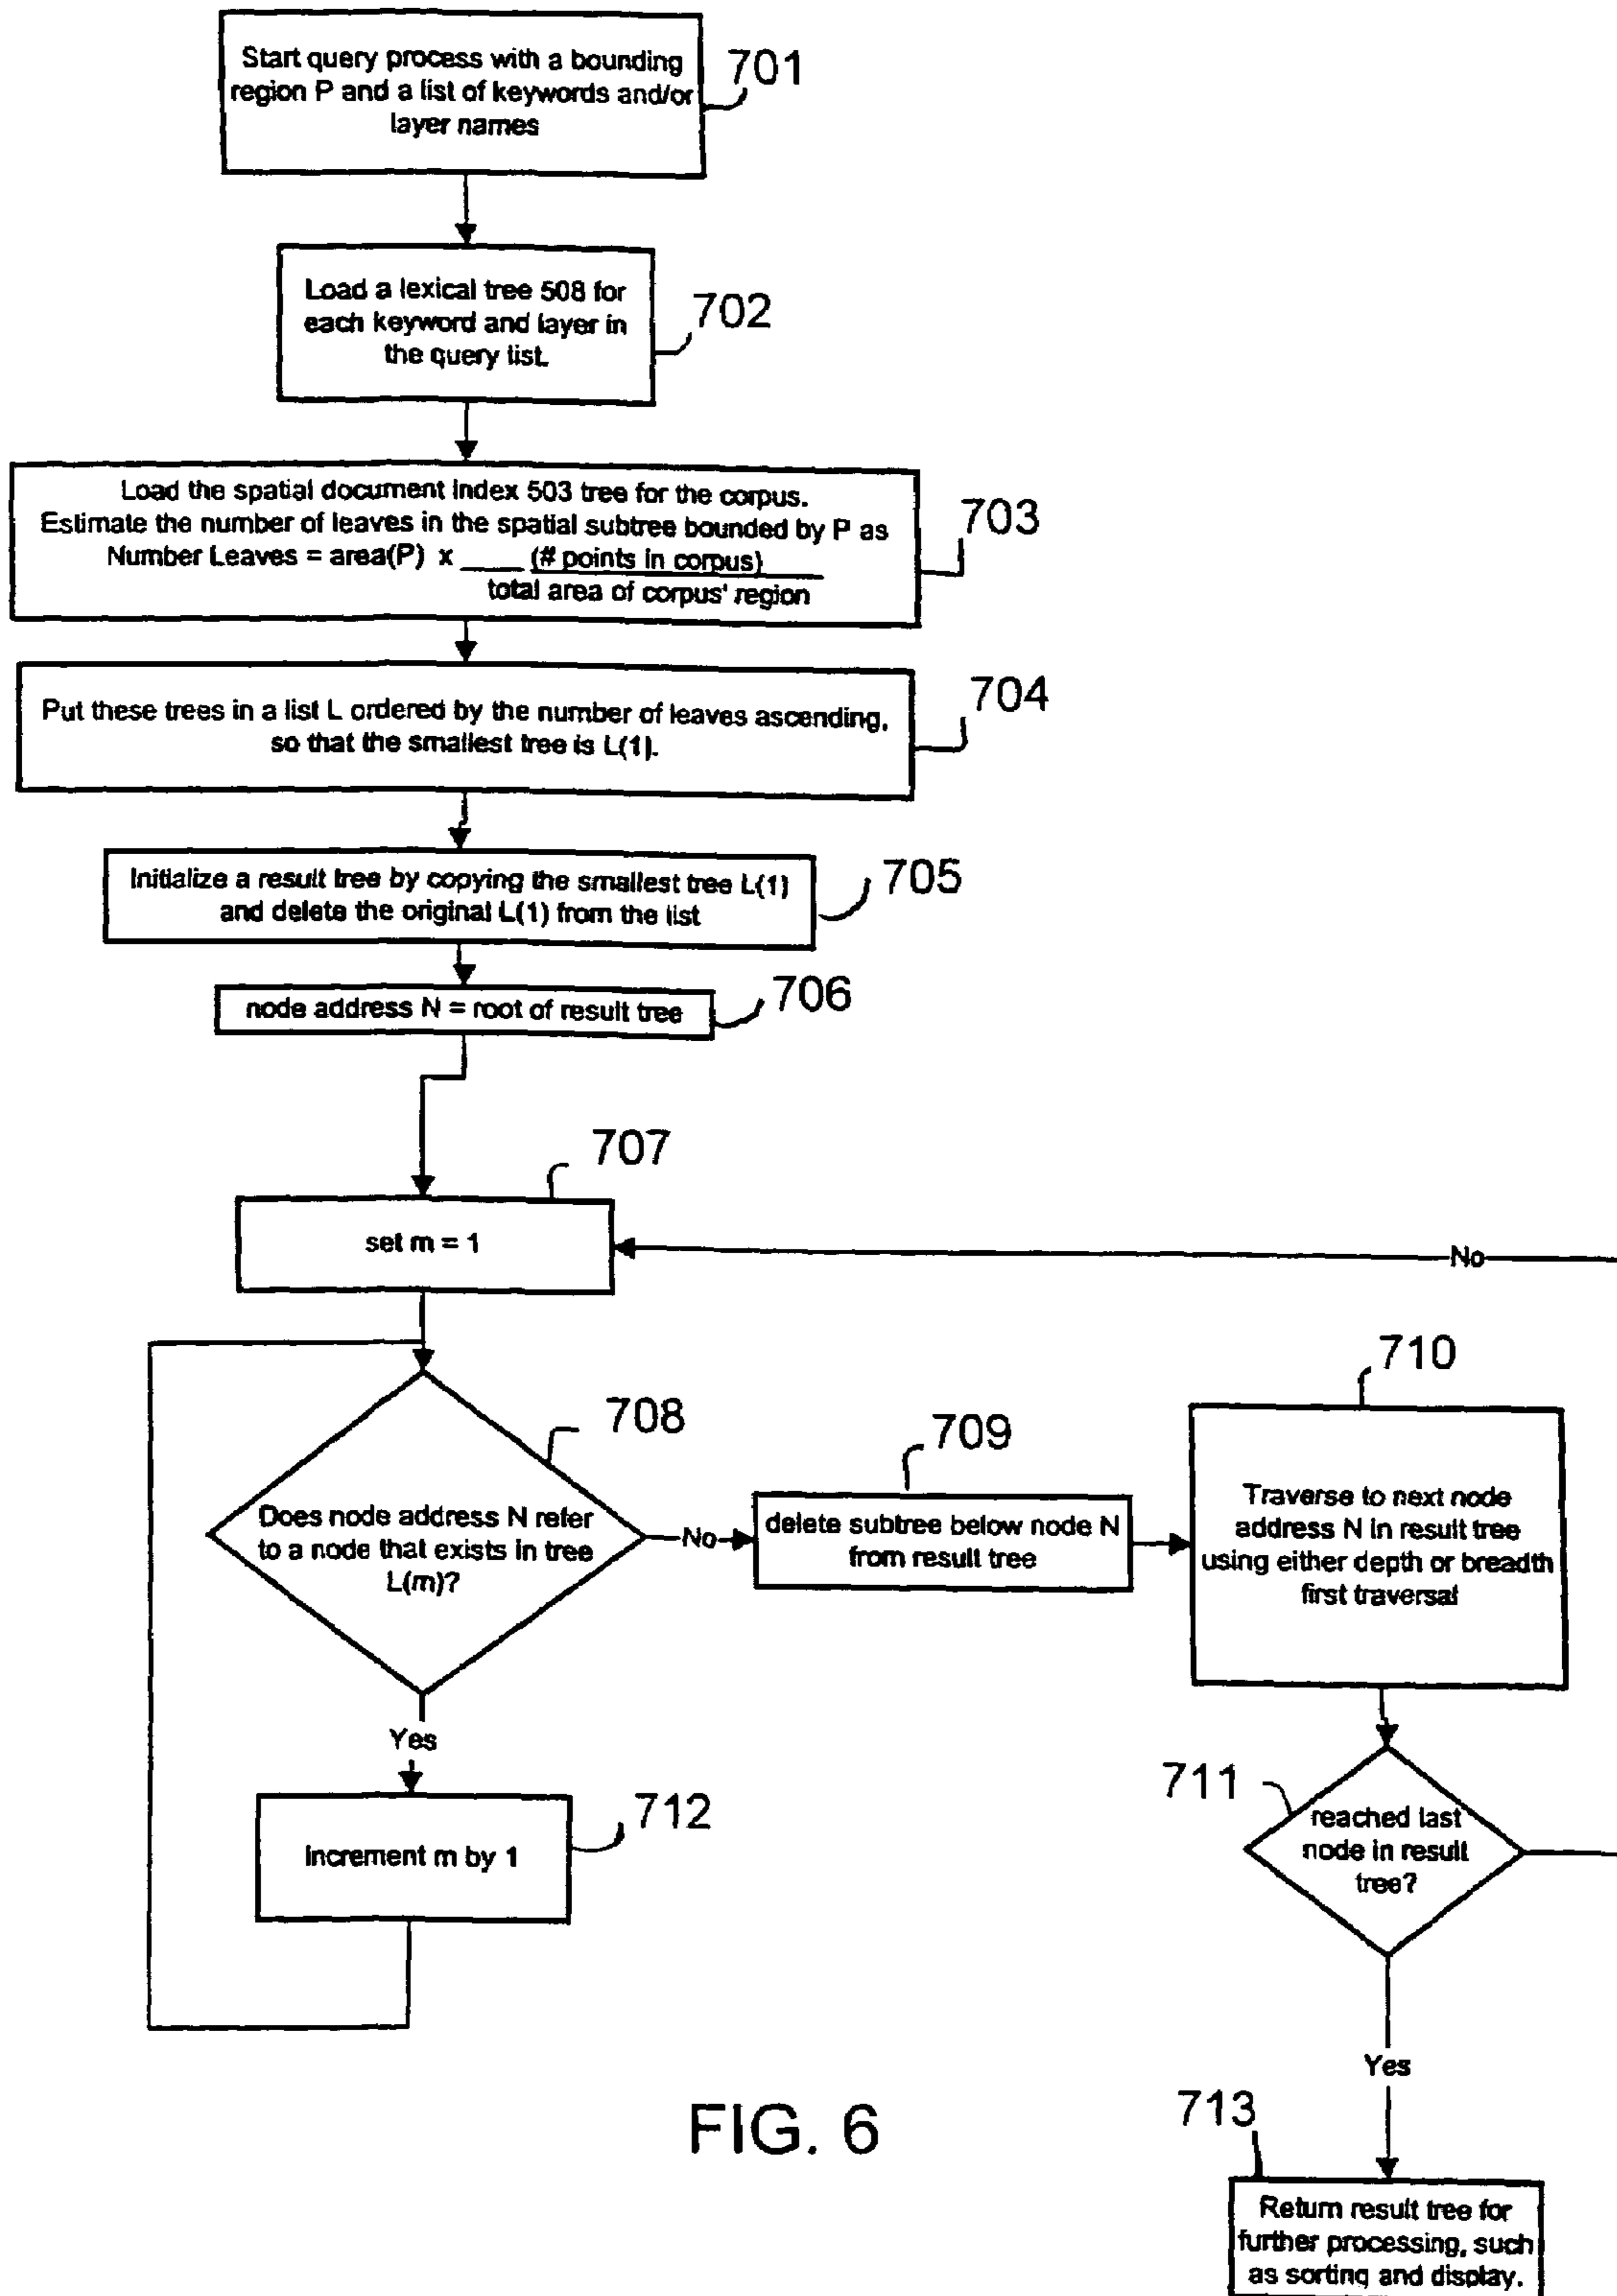 Start query process with a bounding
region P and a list of keywords and/or
layer names
701
Load a lexical tree 508 for
each keyword and layer in
the query list.
702
Load the spatial document index 503 tree for the corpus.
Estimate the number of leaves in the spatial subtree bounded by P as
Number Leaves = area(P) x ____ (# points in corpus)
total area of corpus' region
703
Put these trees in a list L ordered by the number of leaves ascending,
so that the smallest tree is L(1).
704
Initialize a result tree by copying the smallest tree L(1)
and delete the original L(1) from the list
705
node address N = root of result tree
706
707
set m = 1
No
708
Does node address N refer
to a node that exists in tree
L(m)?
No
709
delete subtree below node N
from result tree
710
Traverse to next node
address N in result tree
using either depth or breadth
first traversal
Yes
712
increment m by 1
711
reached last
node in result
tree?
Yes
713
Return result tree for
further processing, such
as sorting and display.
FIG. 6